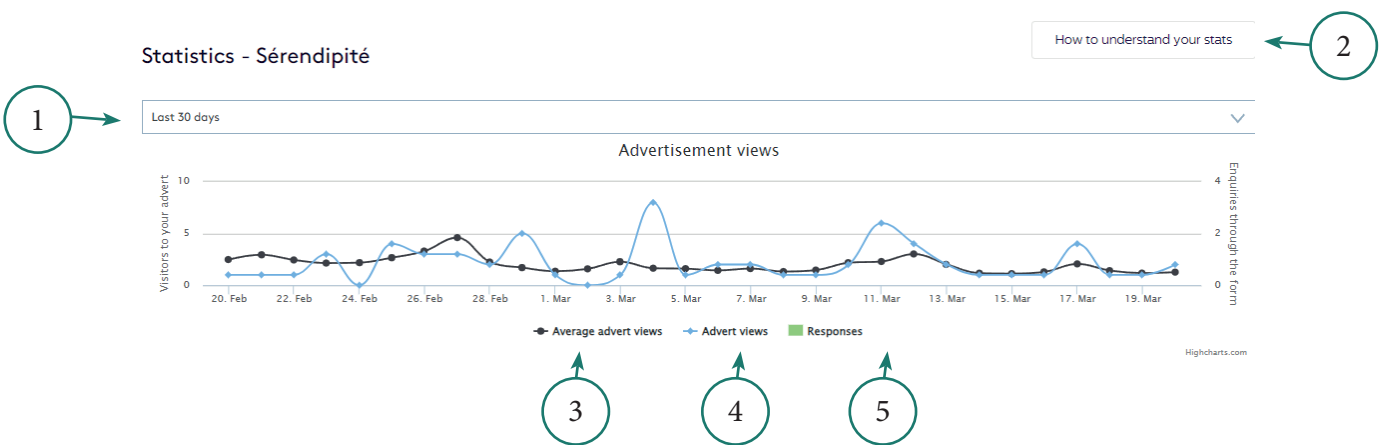 How to understand your stats
2
Statistics - Sérendipité
1
Last 30 days
Advertisement views
Visitors to your advert
10
5
0
4
2
0
Enquiries through the form
20. Feb 22. Feb 24. Feb 26. Feb 28. Feb 1. Mar 3. Mar 5. Mar 7. Mar 9. Mar 11. Mar 13. Mar 15. Mar 17. Mar 19. Mar
Average advert views Advert views Responses
Highcharts.com
3 4 5